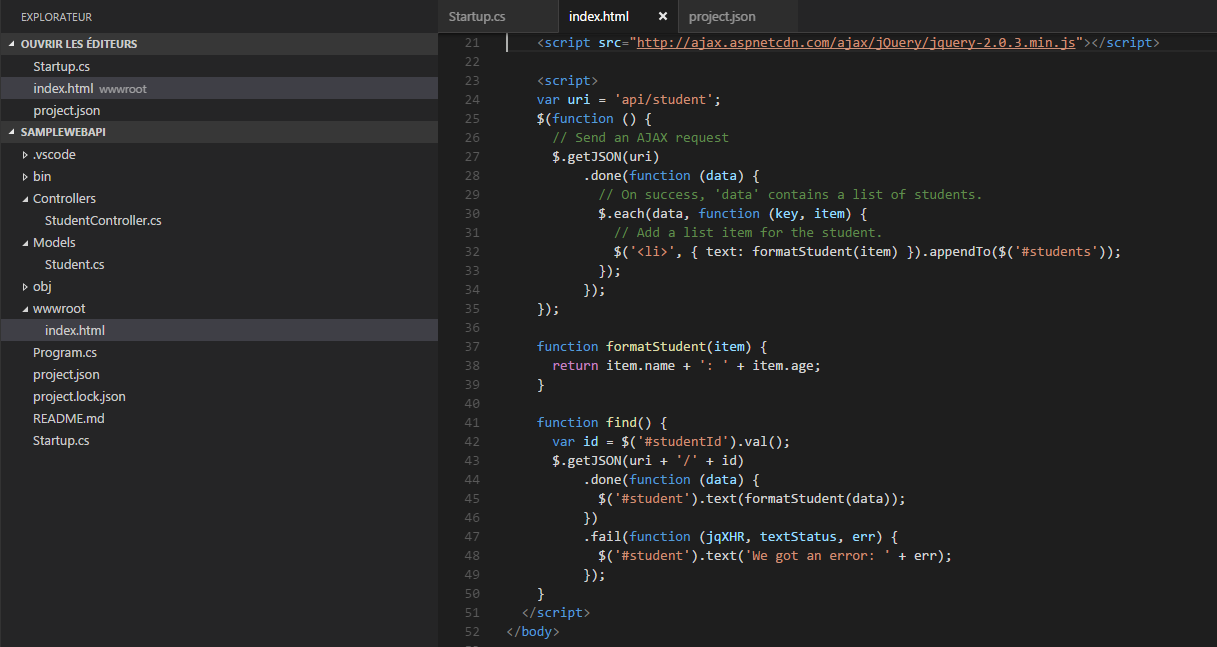 EXPLORATEUR
OUVRIR LES ÉDITEURS
Startup.cs
index.html wwwroot
project.json
SAMPLEWEBAPI
.vscode
bin
Controllers
StudentController.cs
Models
Student.cs
obj
wwwroot
index.html
Program.cs
project.json
project.lock.json
README.md
Startup.cs
Startup.cs index.html × project.json
21 <script src="http://ajax.aspnetcdn.com/ajax/jQuery/jquery-2.0.3.min.js"></script>
22
23 <script>
24 var uri = 'api/student';
25 $(function () {
26 // Send an AJAX request
27 $.getJSON(uri)
28 .done(function (data) {
29 // On success, 'data' contains a list of students.
30 $.each(data, function (key, item) {
31 // Add a list item for the student.
32 $('<li>', { text: formatStudent(item) }).appendTo($('#students'));
33 });
34 });
35 });
36
37 function formatStudent(item) {
38 return item.name + ': ' + item.age;
39 }
40
41 function find() {
42 var id = $('#studentId').val();
43 $.getJSON(uri + '/' + id)
44 .done(function (data) {
45 $('#student').text(formatStudent(data));
46 })
47 .fail(function (jqXHR, textStatus, err) {
48 $('#student').text('We got an error: ' + err);
49 });
50 }
51 </script>
52 </body>